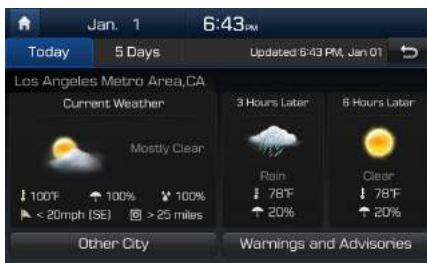 Jan. 1 6:43PM
Today 5 Days Updated 6:43 PM, Jan 01
Los Angeles Metro Area,CA
Current Weather 3 Hours Later 6 Hours Later
Mostly Clear
Rain Clear
100°F 100% 100% 78°F 78°F
< 20mph (SE) > 25 miles 20% 20%
Other City Warnings and Advisories